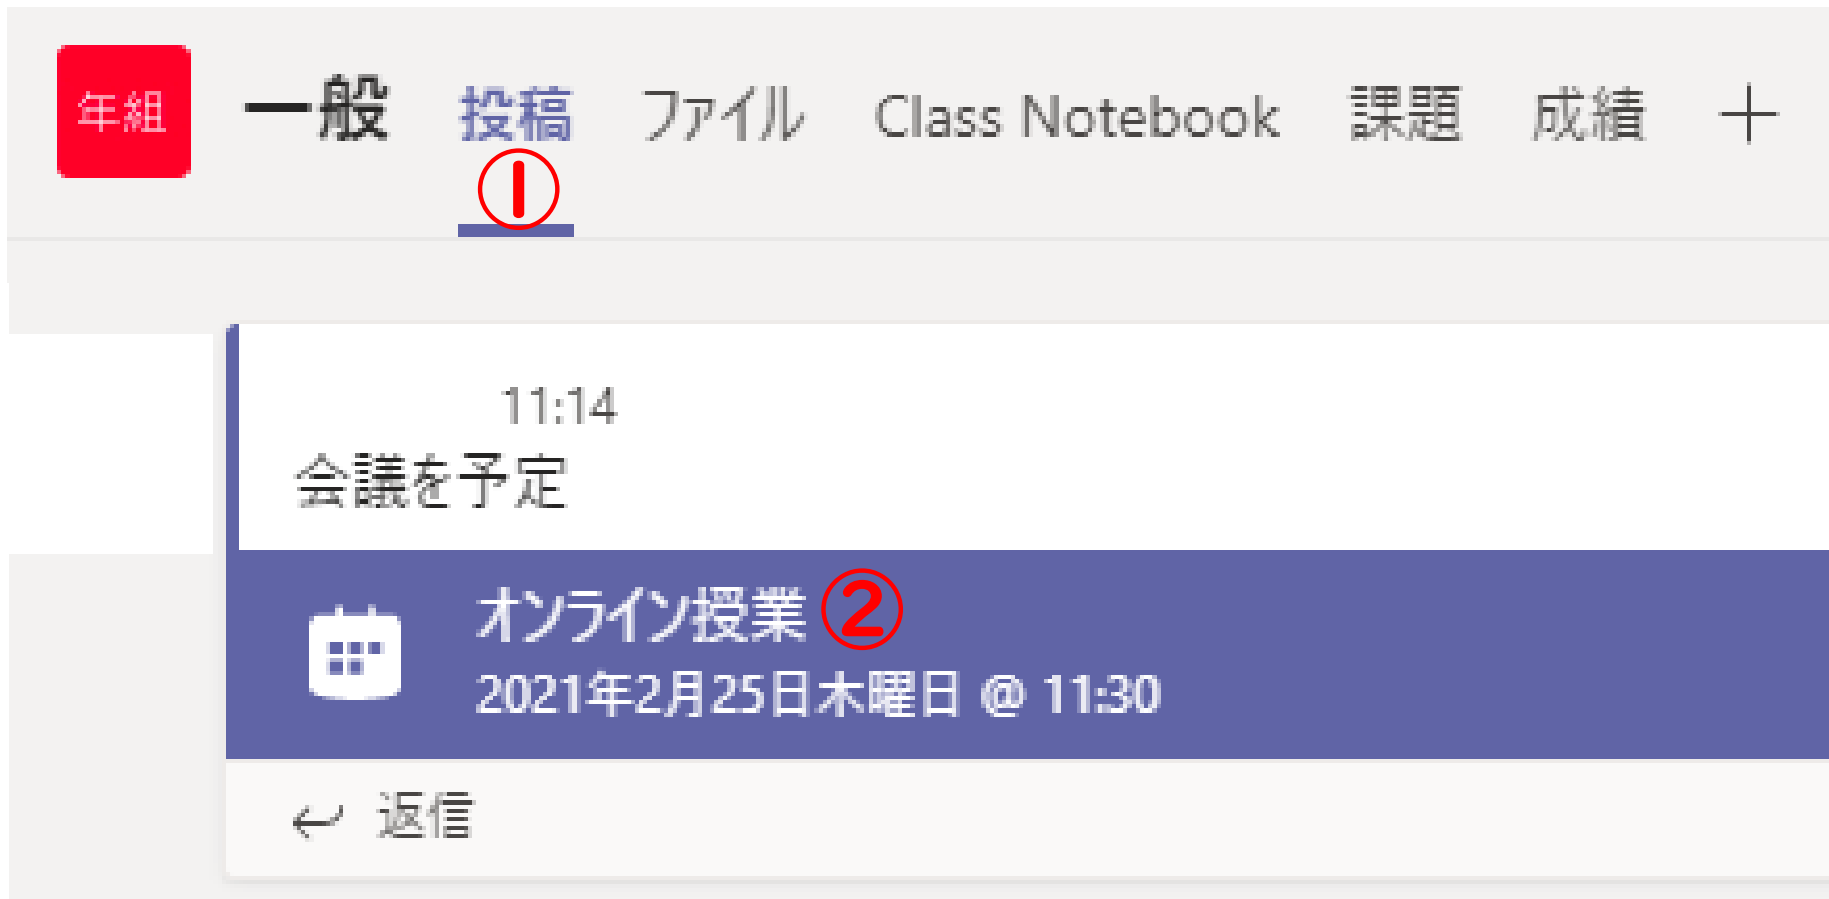 年組 一般 投稿 ファイル Class Notebook 課題 成績 +
①
11:14
会議を予定
オンライン授業 ②
2021年2月25日木曜日 @ 11:30
返信